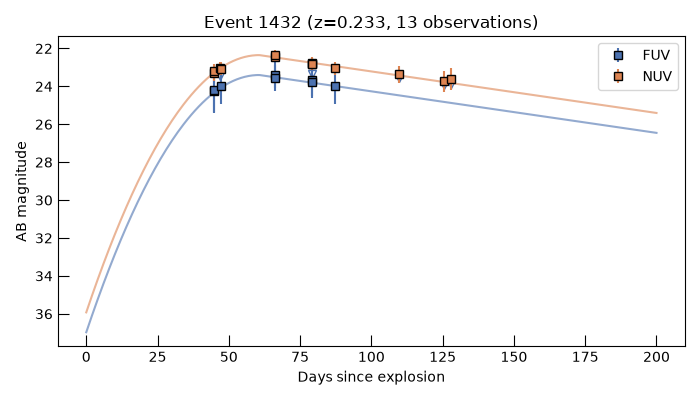 Event 1432 (z=0.233, 13 observations)
FUV
NUV
AB magnitude
22
24
26
28
30
32
34
36
0 25 50 75 100 125 150 175 200
Days since explosion